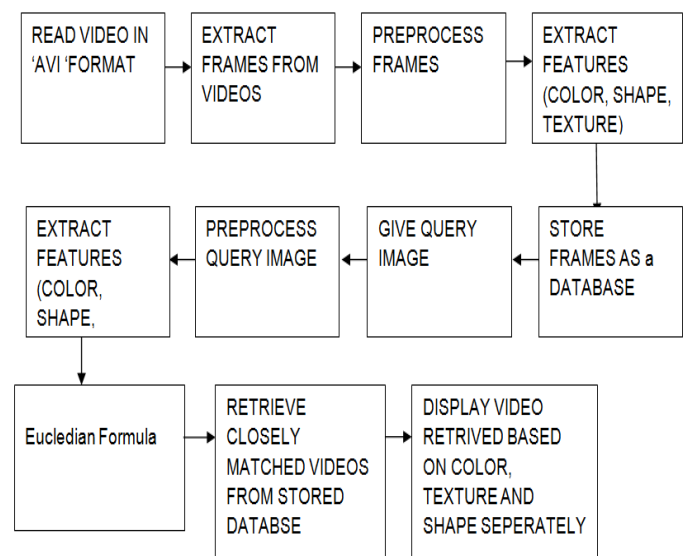 READ VIDEO IN
‘AVI ‘FORMAT
EXTRACT
FRAMES FROM
VIDEOS
PREPROCESS
FRAMES
EXTRACT
FEATURES
(COLOR, SHAPE,
TEXTURE)
STORE
FRAMES AS a
DATABASE
GIVE QUERY
IMAGE
PREPROCESS
QUERY IMAGE
EXTRACT
FEATURES
(COLOR,
SHAPE,
Eucledian Formula
RETRIEVE
CLOSELY
MATCHED VIDEOS
FROM STORED
DATABSE
DISPLAY VIDEO
RETRIVED BASED
ON COLOR,
TEXTURE AND
SHAPE SEPERATELY